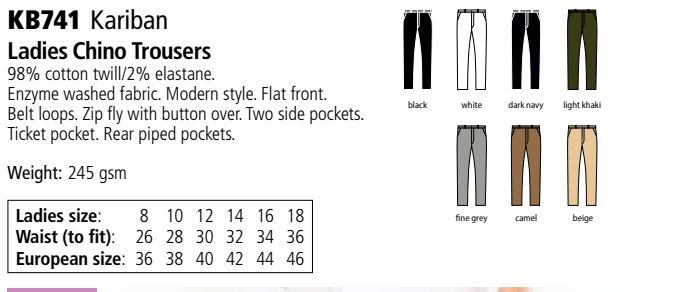 KB741 Kariban
Ladies Chino Trousers
98% cotton twill/2% elastane.
Enzyme washed fabric. Modern style. Flat front.
Belt loops. Zip fly with button over. Two side pockets.
Ticket pocket. Rear piped pockets.
Weight: 245 gsm
Ladies size: 8 10 12 14 16 18
Waist (to fit): 26 28 30 32 34 36
European size: 36 38 40 42 44 46
black white dark navy light khaki
fine grey camel beige